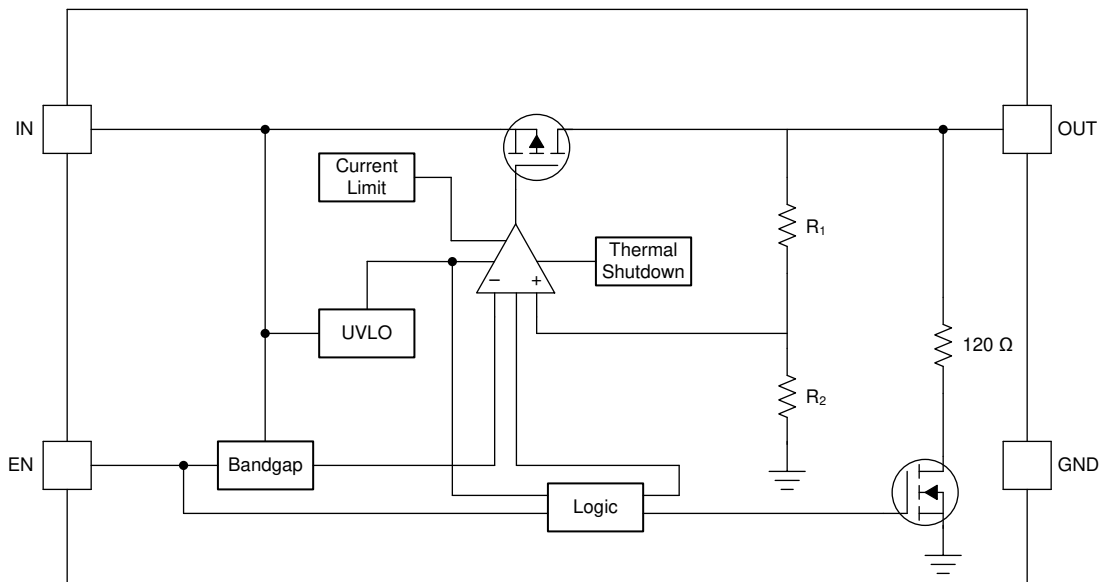 IN
OUT
Current
Limit
R₁
Thermal
Shutdown
− +
UVLO
120 Ω
R₂
EN
Bandgap
GND
Logic